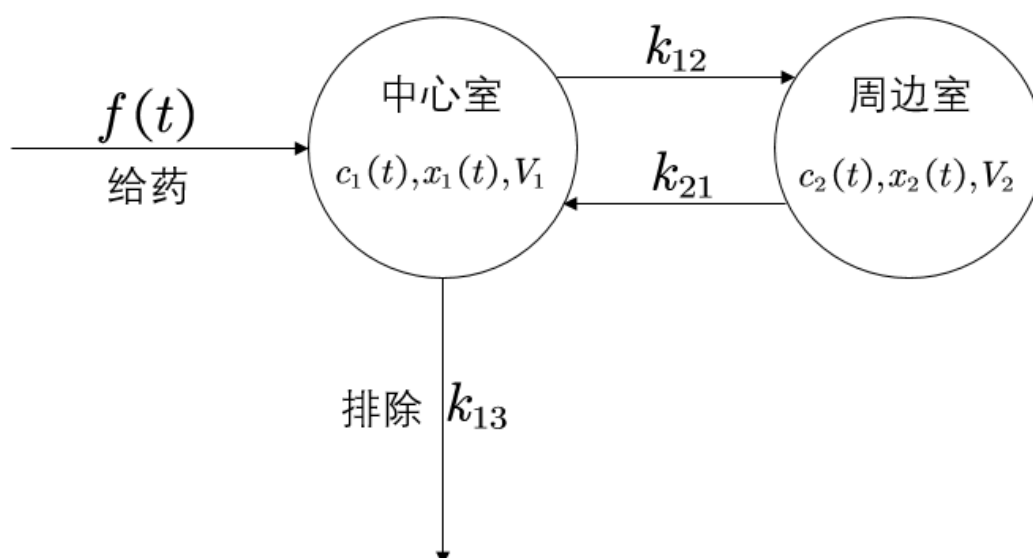 f(t)
给药
中心室
c₁(t),x₁(t),V₁
k₁₂
k₂₁
周边室
c₂(t),x₂(t),V₂
排除
k₁₃